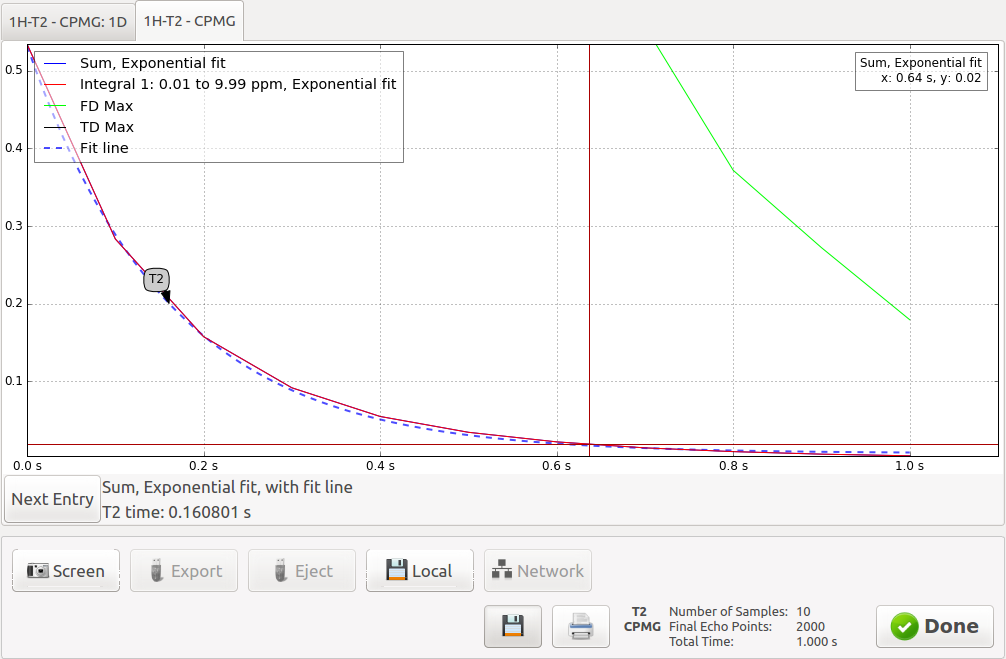 1H-T2 - CPMG: 1D
1H-T2 - CPMG
Sum, Exponential fit
Integral 1: 0.01 to 9.99 ppm, Exponential fit
FD Max
TD Max
Fit line
Sum, Exponential fit
x: 0.64 s, y: 0.02
0.5
0.4
0.3
0.2
0.1
T2
0.0 s
0.2 s
0.4 s
0.6 s
0.8 s
1.0 s
Next Entry
Sum, Exponential fit, with fit line
T2 time: 0.160801 s
Screen
Export
Eject
Local
Network
T2
CPMG
Number of Samples: 10
Final Echo Points: 2000
Total Time: 1.000 s
Done